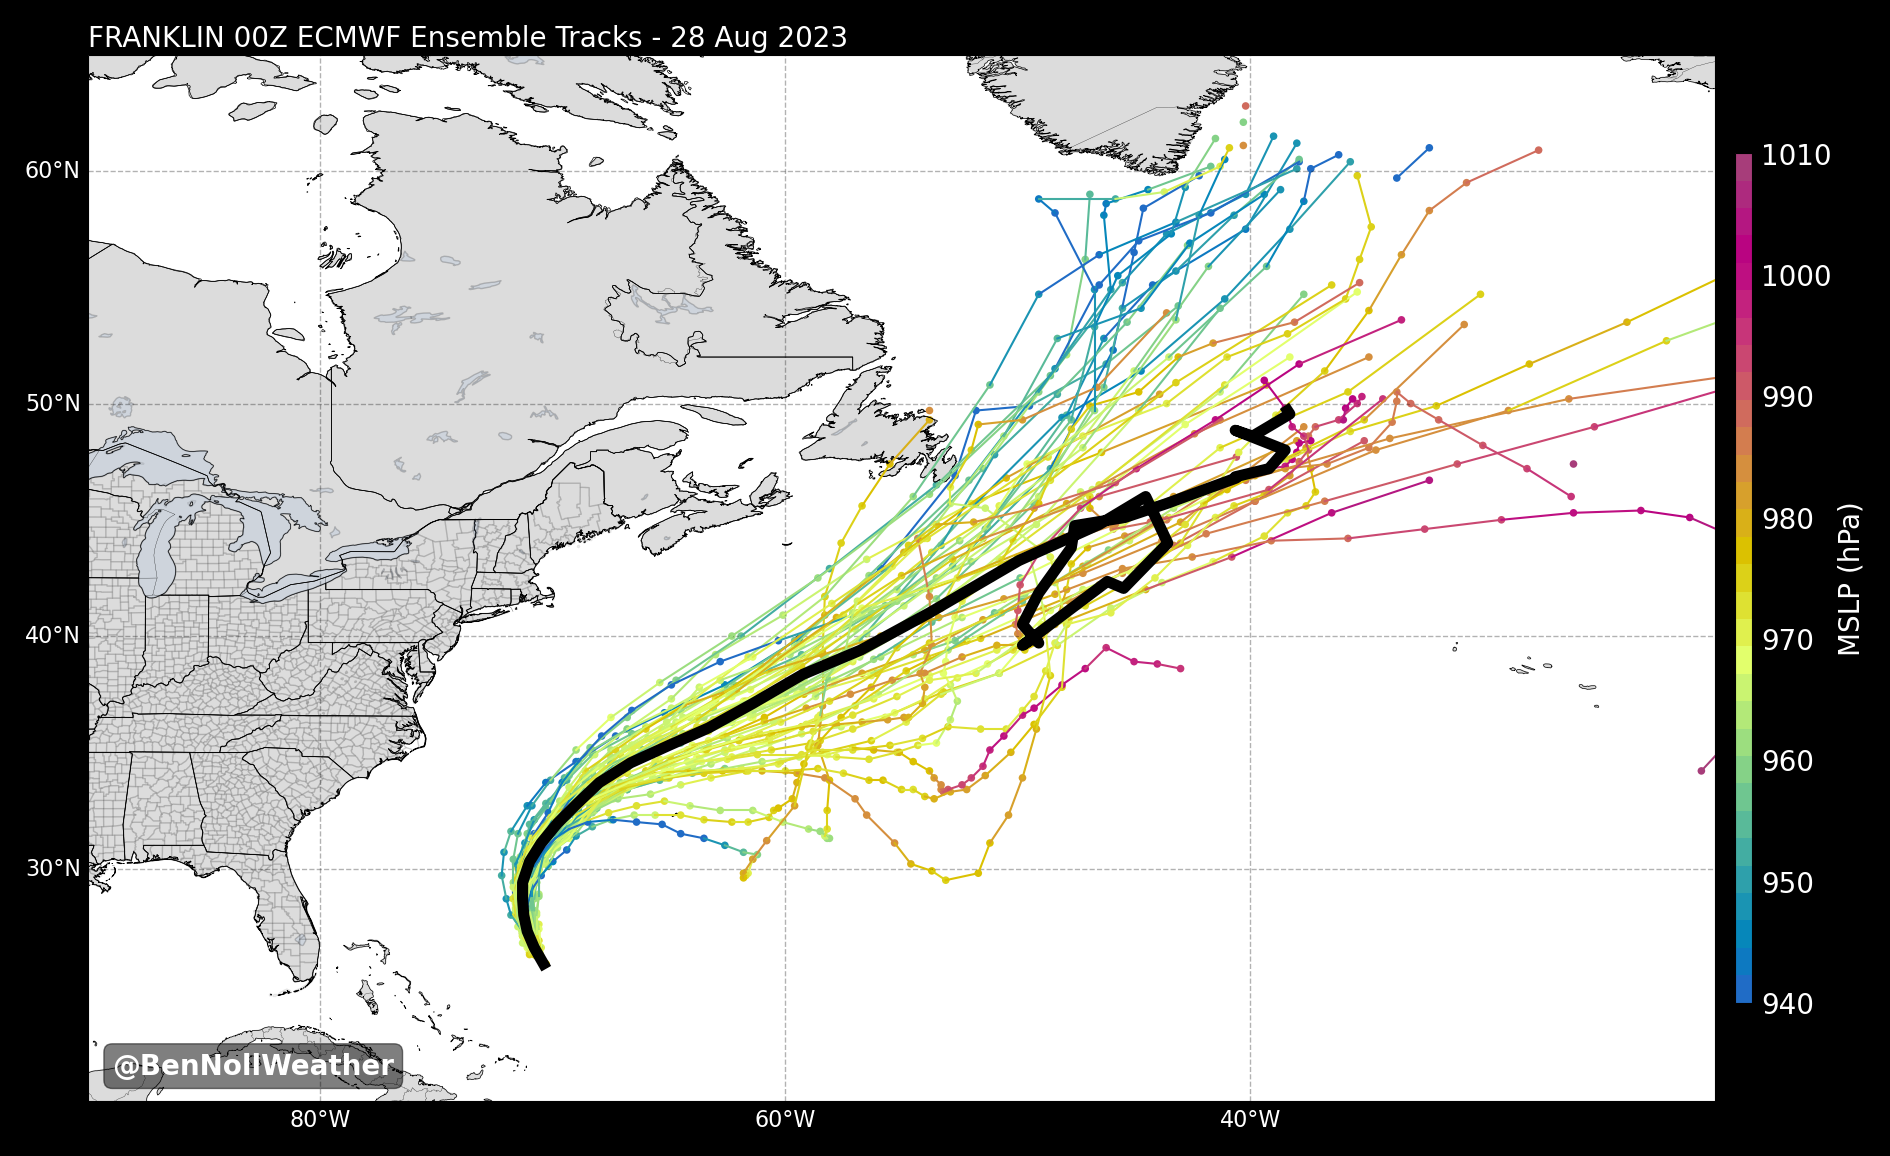 FRANKLIN 00Z ECMWF Ensemble Tracks - 28 Aug 2023
60°N
50°N
40°N
30°N
80°W
60°W
40°W
1010
1000
990
980
970
960
950
940
MSLP (hPa)
@BenNollWeather